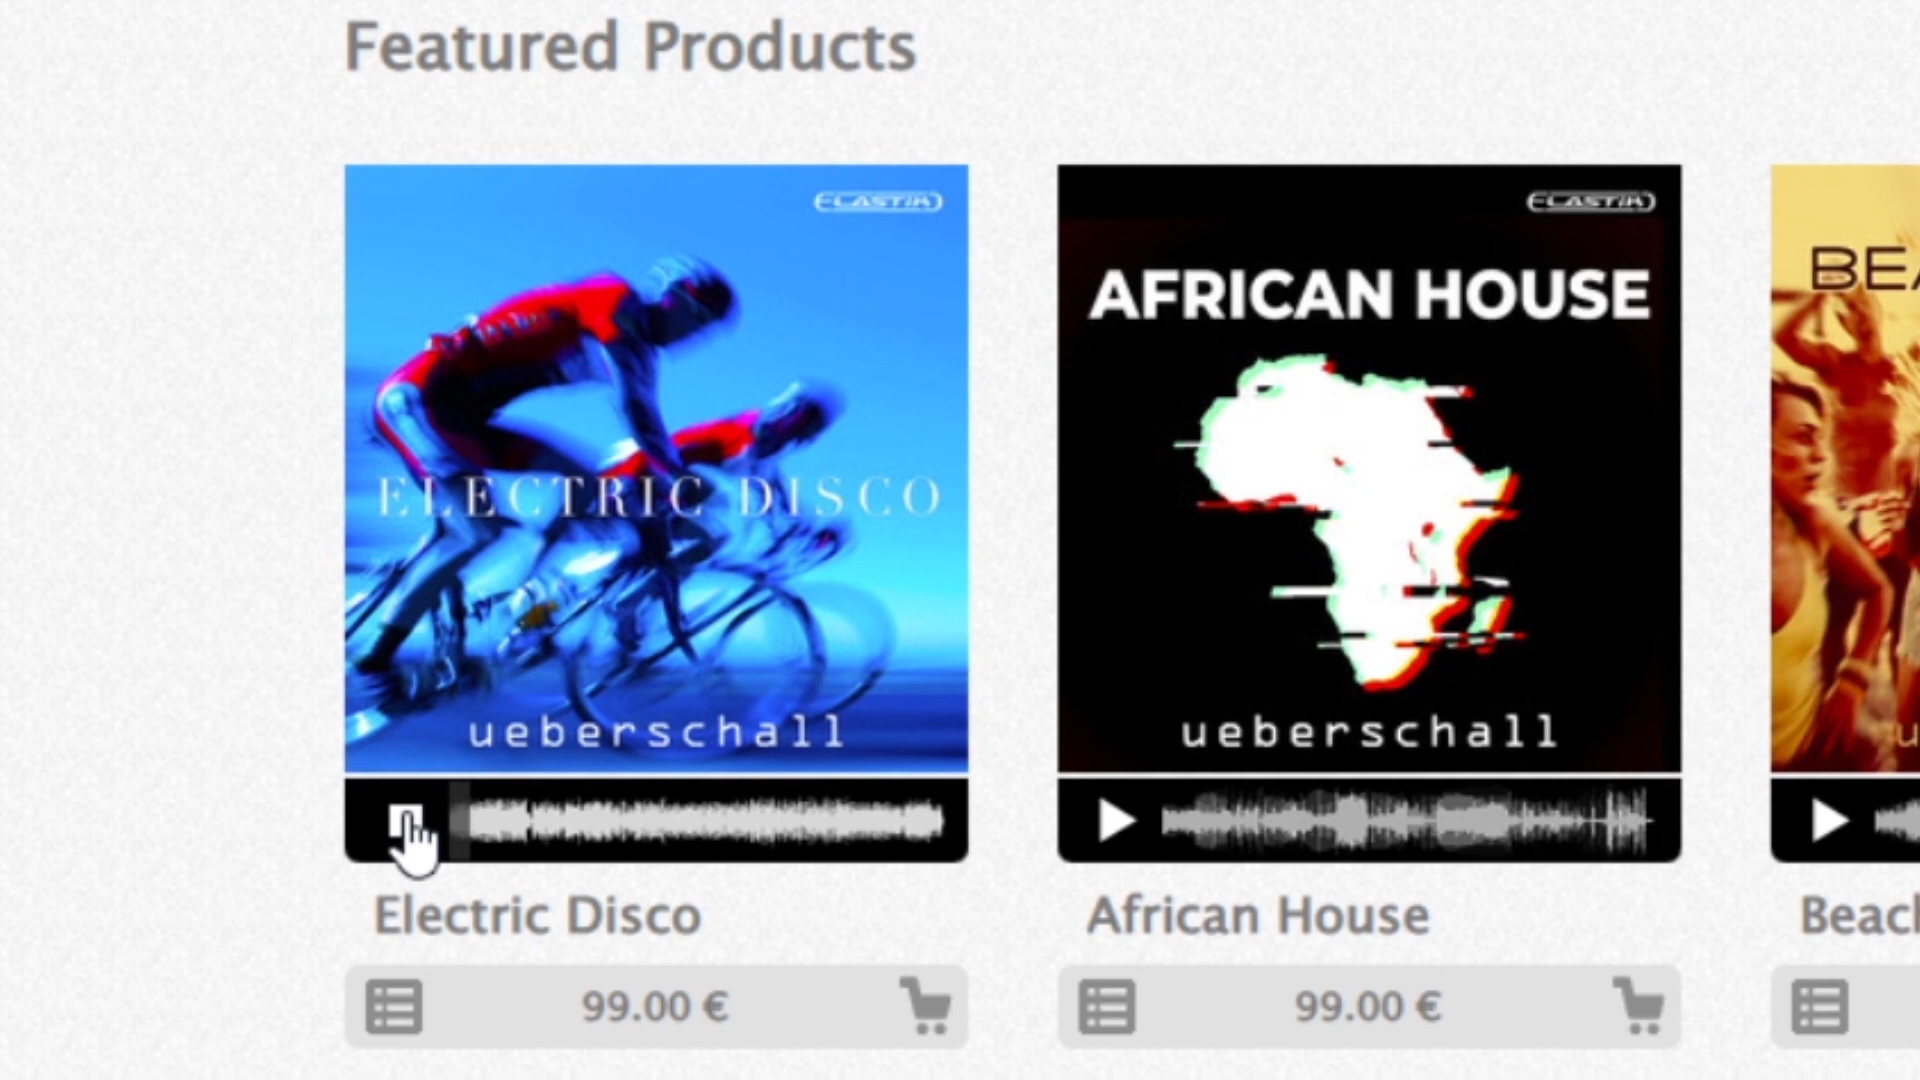 Featured Products
ELASTIK
ELECTRIC DISCO
ueberschall
ELASTIK
AFRICAN HOUSE
ueberschall
BEA
u
Electric Disco
African House
Beach
99.00 €
99.00 €